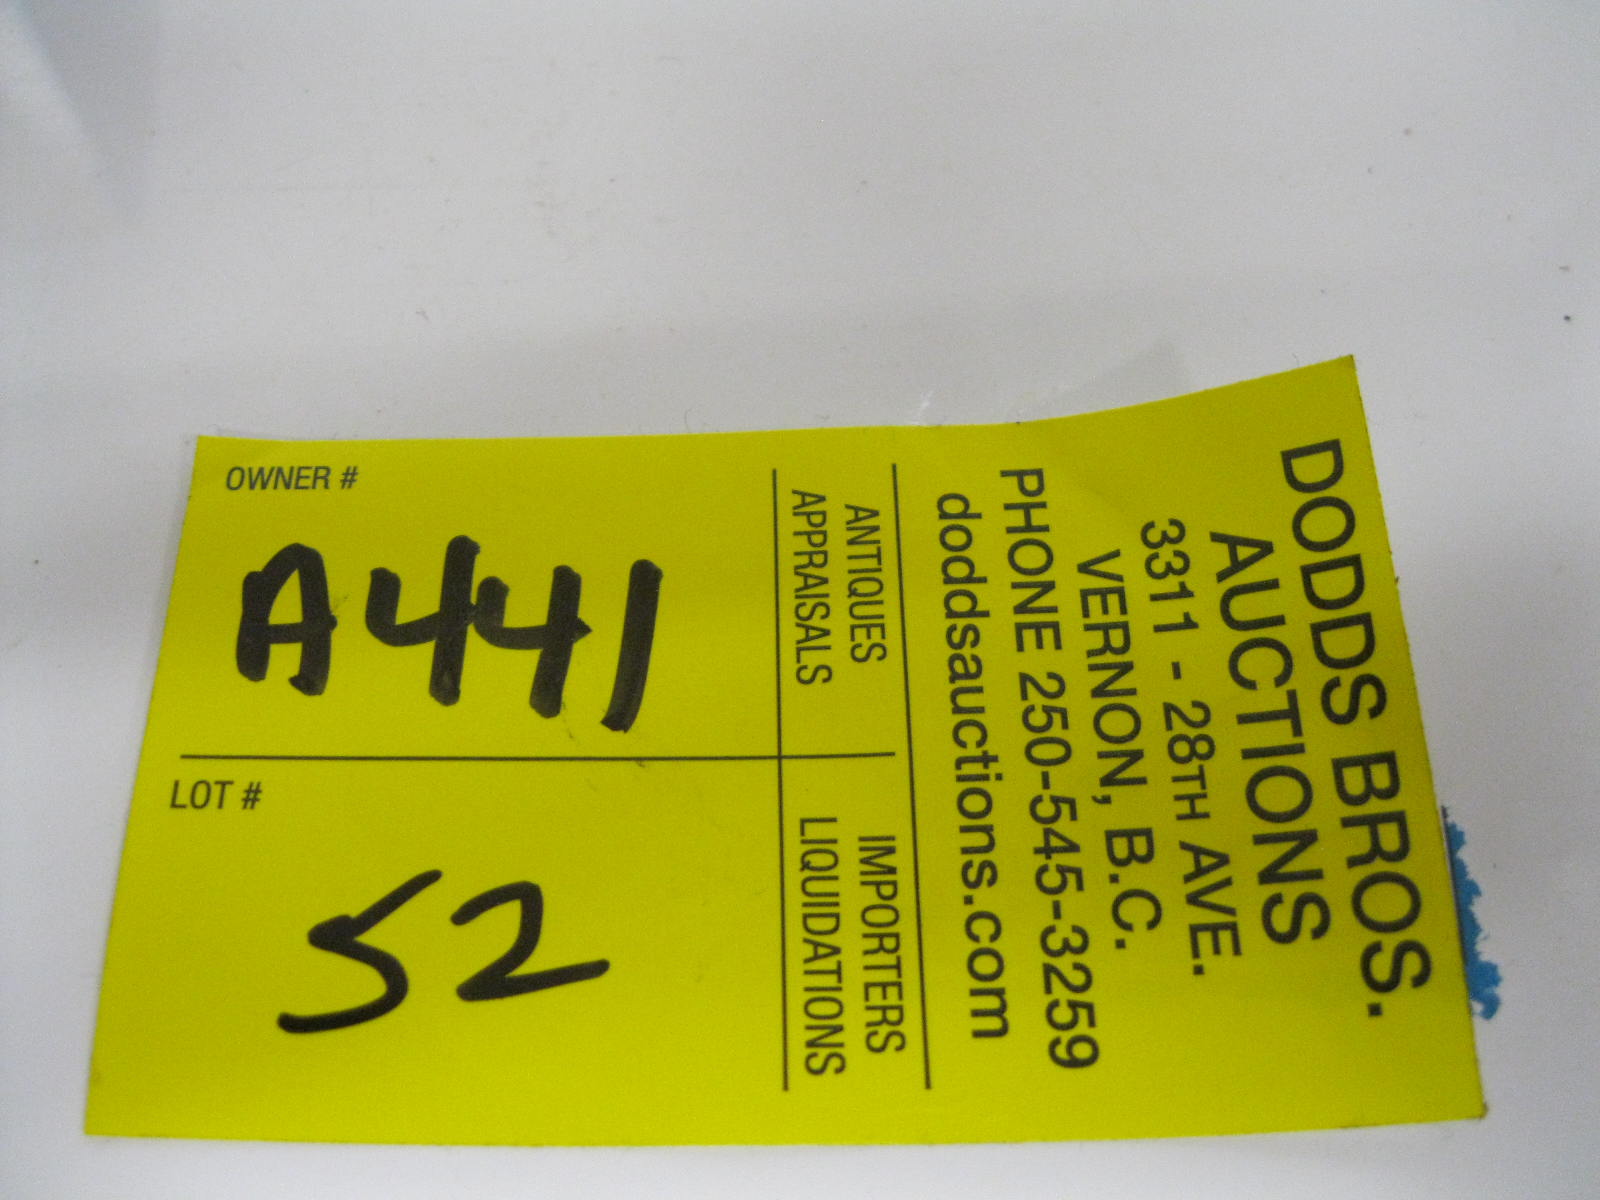 DODDS BROS.
AUCTIONS
3311 - 28TH AVE.
VERNON, B.C.
PHONE 250-545-3259
doddsauctions.com
ANTIQUES
APPRAISALS
IMPORTERS
LIQUIDATIONS
OWNER #
A441
LOT #
52